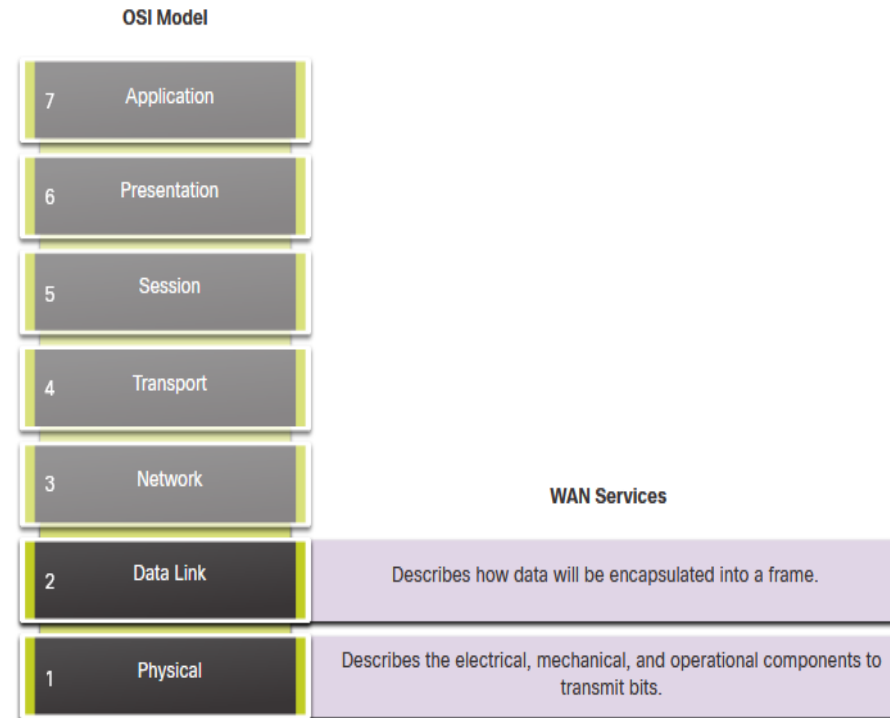 OSI Model
7 Application
6 Presentation
5 Session
4 Transport
3 Network
WAN Services
2 Data Link
Describes how data will be encapsulated into a frame.
1 Physical
Describes the electrical, mechanical, and operational components to
transmit bits.